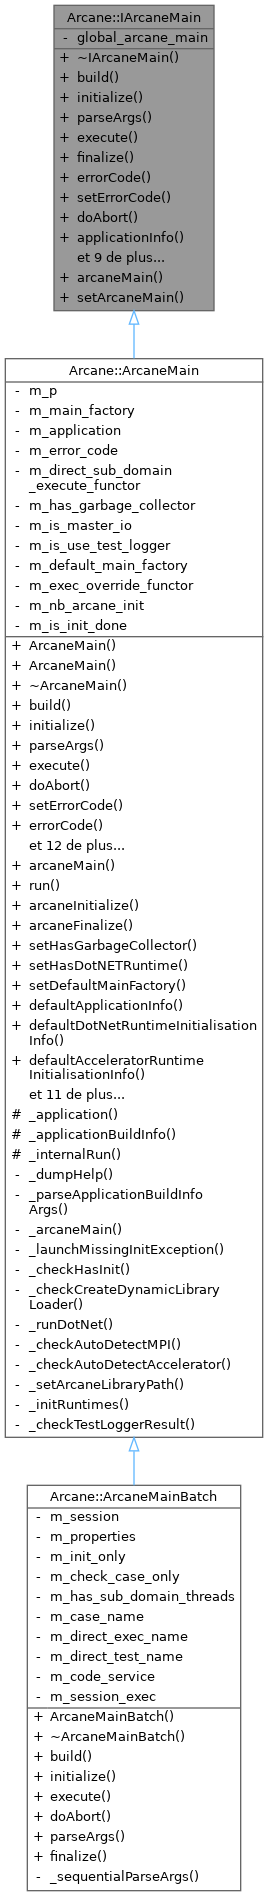 Arcane::IArcaneMain
- global_arcane_main
+ ~IArcaneMain()
+ build()
+ initialize()
+ parseArgs()
+ execute()
+ finalize()
+ errorCode()
+ setErrorCode()
+ doAbort()
+ applicationInfo()
et 9 de plus...
+ arcaneMain()
+ setArcaneMain()
Arcane::ArcaneMain
- m_p
- m_main_factory
- m_application
- m_error_code
- m_direct_sub_domain
_execute_functor
- m_has_garbage_collector
- m_is_master_io
- m_is_use_test_logger
- m_default_main_factory
- m_exec_override_functor
- m_nb_arcane_init
- m_is_init_done
+ ArcaneMain()
+ ArcaneMain()
+ ~ArcaneMain()
+ build()
+ initialize()
+ parseArgs()
+ execute()
+ doAbort()
+ setErrorCode()
+ errorCode()
et 12 de plus...
+ arcaneMain()
+ run()
+ arcaneInitialize()
+ arcaneFinalize()
+ setHasGarbageCollector()
+ setHasDotNETRuntime()
+ setDefaultMainFactory()
+ defaultApplicationInfo()
+ defaultDotNetRuntimeInitialisation
Info()
+ defaultAcceleratorRuntime
InitialisationInfo()
et 11 de plus...
# _application()
# _applicationBuildInfo()
# _internalRun()
- _dumpHelp()
- _parseApplicationBuildInfo
Args()
- _arcaneMain()
- _launchMissingInitException()
- _checkHasInit()
- _checkCreateDynamicLibrary
Loader()
- _runDotNet()
- _checkAutoDetectMPI()
- _checkAutoDetectAccelerator()
- _setArcaneLibraryPath()
- _initRuntimes()
- _checkTestLoggerResult()
Arcane::ArcaneMainBatch
- m_session
- m_properties
- m_init_only
- m_check_case_only
- m_has_sub_domain_threads
- m_case_name
- m_direct_exec_name
- m_direct_test_name
- m_code_service
- m_session_exec
+ ArcaneMainBatch()
+ ~ArcaneMainBatch()
+ build()
+ initialize()
+ execute()
+ doAbort()
+ parseArgs()
+ finalize()
- _sequentialParseArgs()